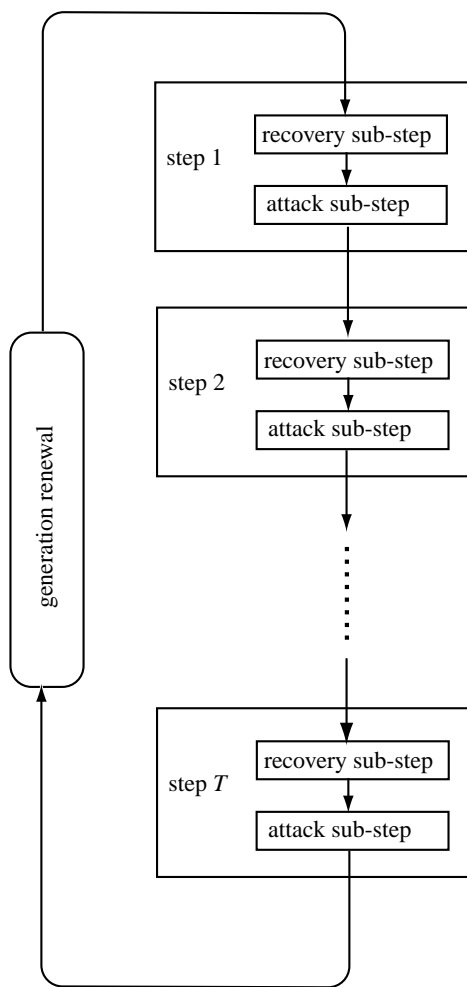 step 1
recovery sub-step
attack sub-step
step 2
recovery sub-step
attack sub-step
generation renewal
step T
recovery sub-step
attack sub-step